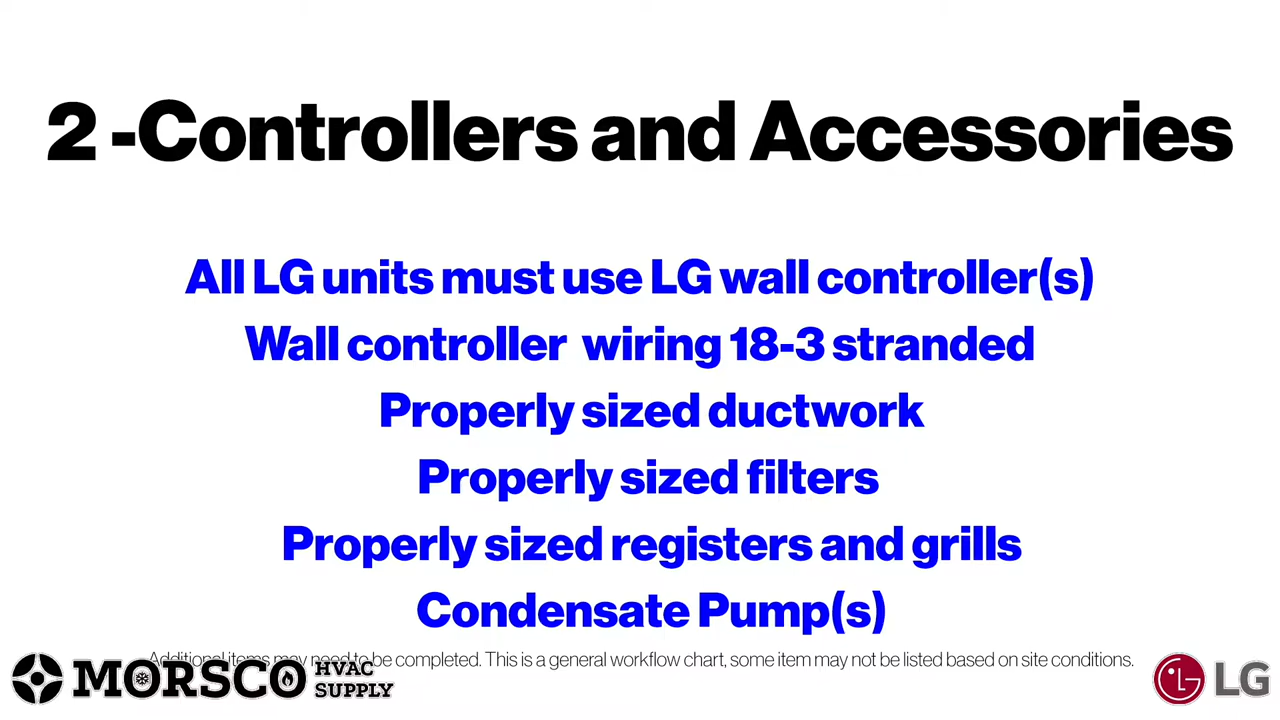 2 -Controllers and Accessories
All LG units must use LG wall controller(s)
Wall controller  wiring 18-3 stranded
Properly sized ductwork
Properly sized filters
Properly sized registers and grills
Condensate Pump(s)
Additional items may need to be completed. This is a general workflow chart, some item may not be listed based on site conditions.
MORSCO HVAC
SUPPLY
LG